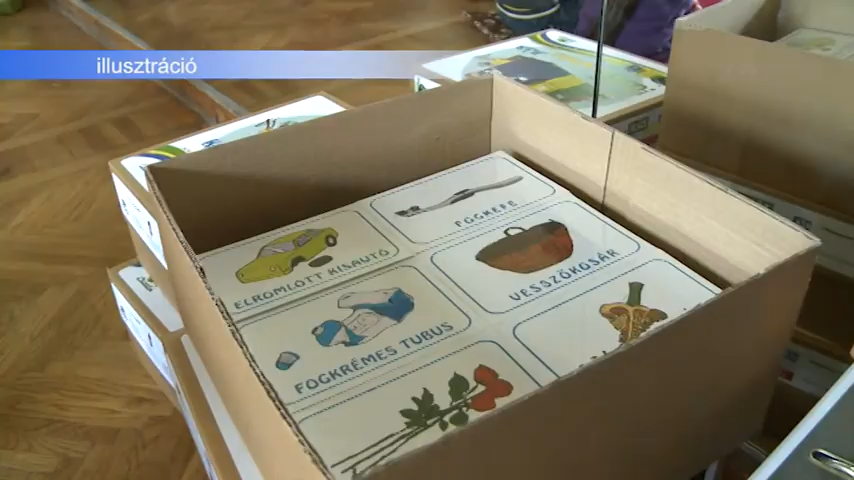 illusztráció
FOGKEFE
ELROMLOTT KISAUTÓ
VESSZŐKOSÁR
FOGKRÉMES TUBUS